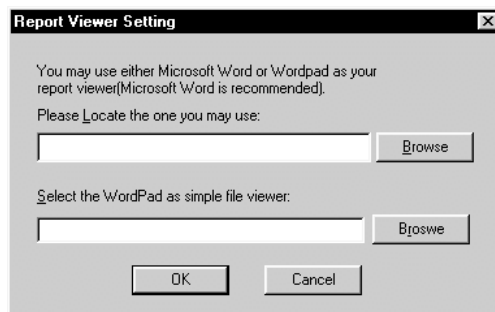 Report Viewer Setting
You may use either Microsoft Word or Wordpad as your
report viewer(Microsoft Word is recommended).
Please Locate the one you may use:
Browse
Select the WordPad as simple file viewer:
Broswe
OK Cancel